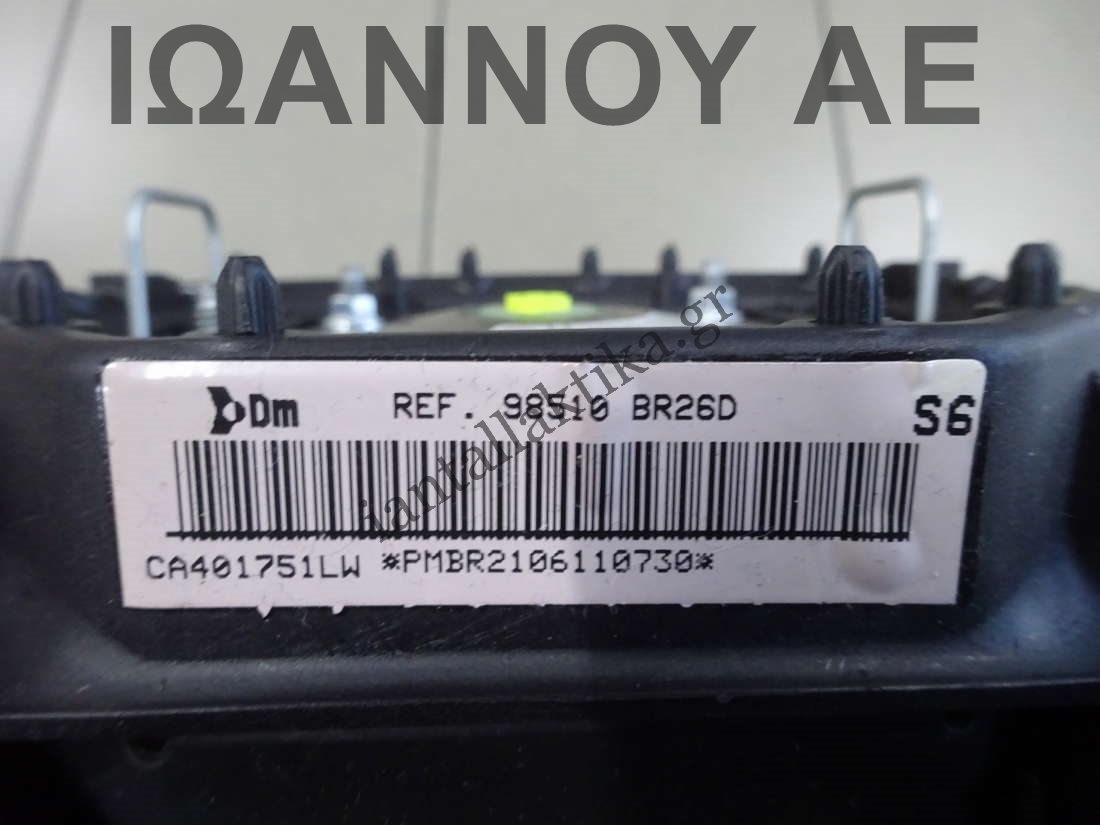 ΙΩΑΝΝΟΥ ΑΕ
Dm REF. 98510 BR26D S6
iantallaktika.gr
CA401751LW *PMBR2106110730*